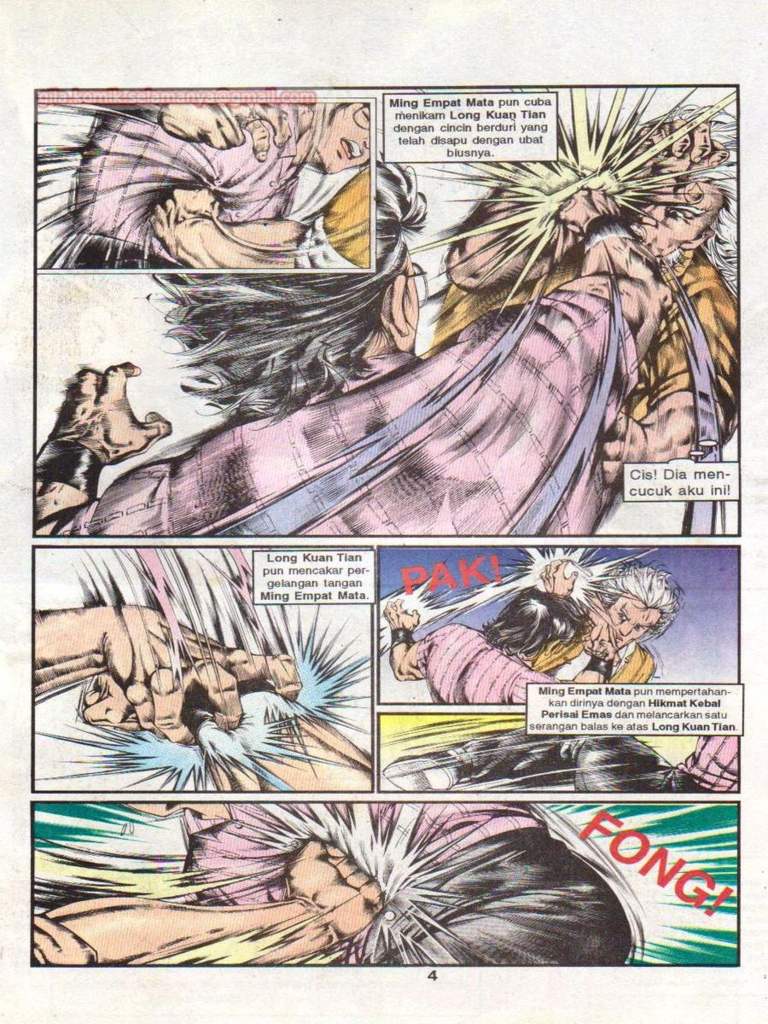 Ming Empat Mata pun cuba
menikam Long Kuan Tian
dengan cincin berduri yang
telah disapu dengan ubat
biusnya.
Cis! Dia men-
cucuk aku ini!
Long Kuan Tian
pun mencakar per-
gelangan tangan
Ming Empat Mata.
PAK!
Ming Empat Mata pun mempertahan-
kan dirinya dengan Hikmat Kebal
Perisai Emas dan melancarkan satu
serangan balas ke atas Long Kuan Tian.
FONG!
4